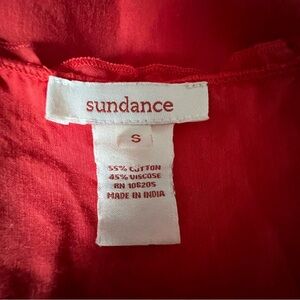 sundance
S
55% COTTON
45% VISCOSE
RN 106205
MADE IN INDIA